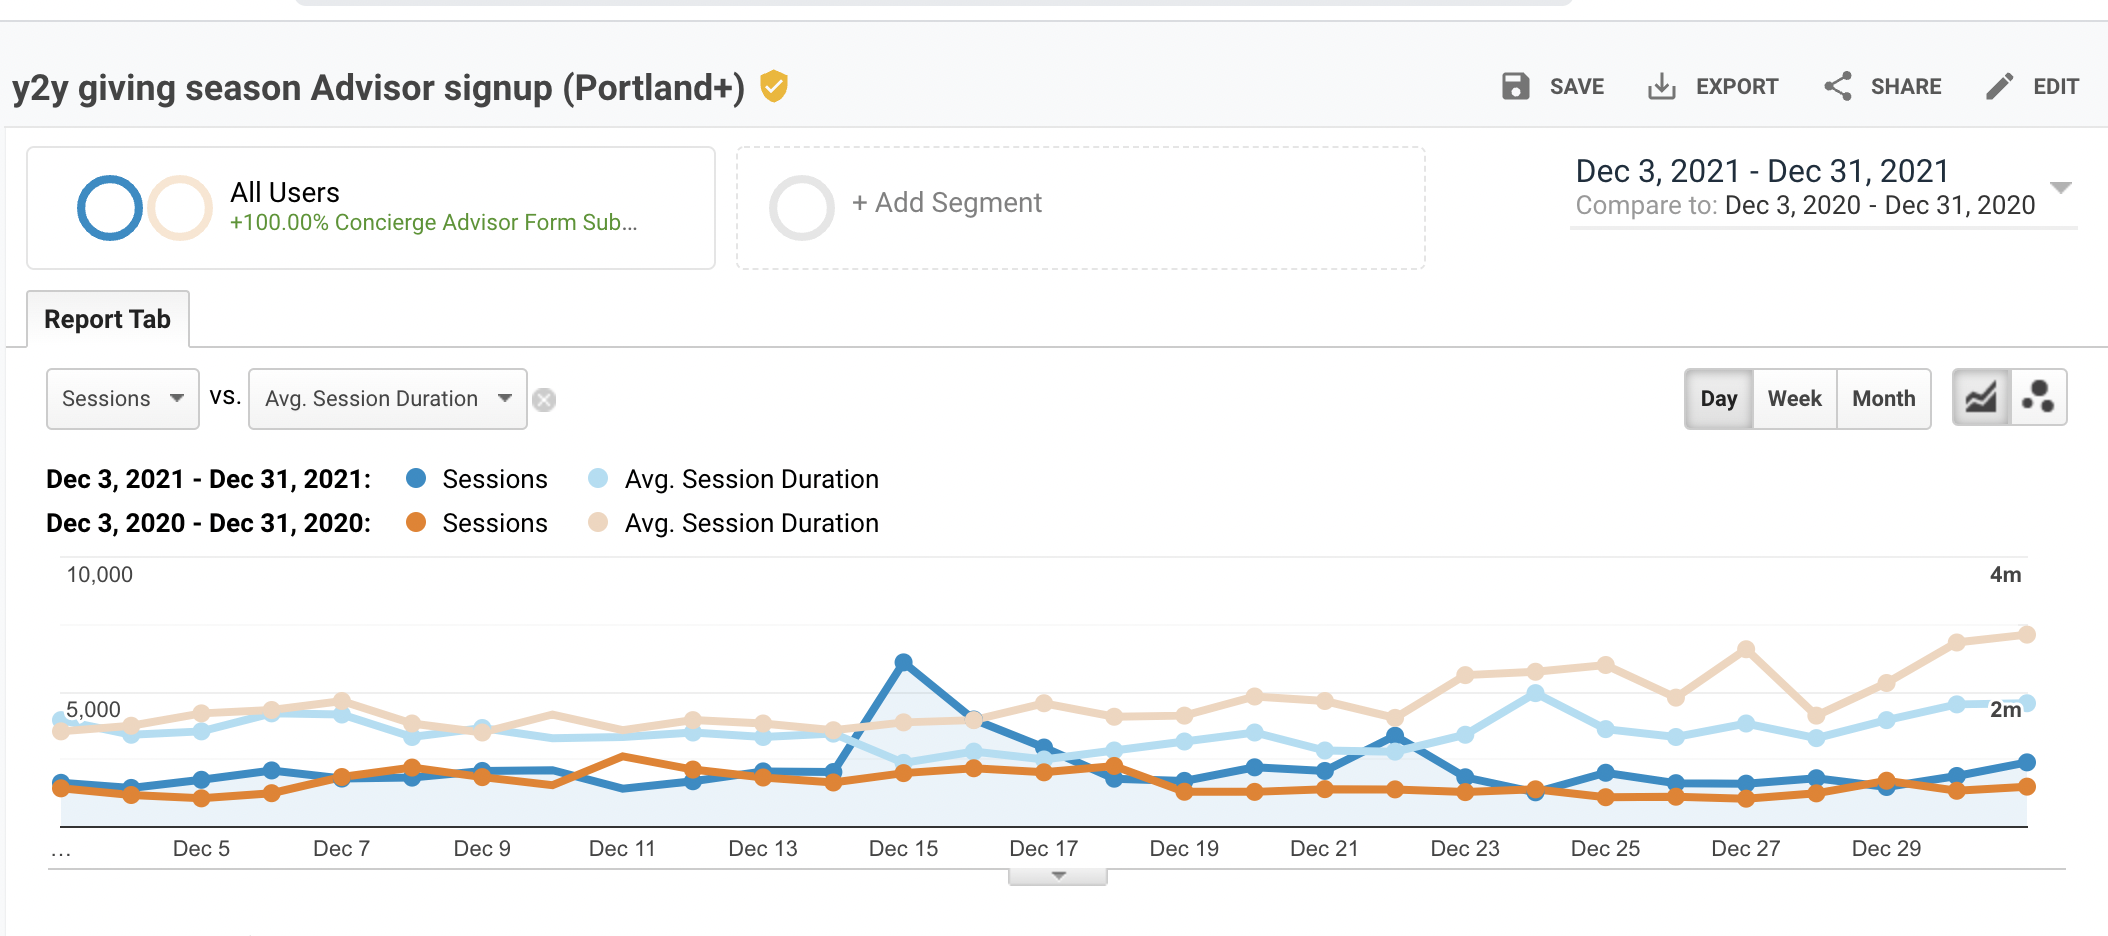 y2y giving season Advisor signup (Portland+)
SAVE
EXPORT
SHARE
EDIT
All Users
+100.00% Concierge Advisor Form Sub...
+ Add Segment
Dec 3, 2021 - Dec 31, 2021
Compare to: Dec 3, 2020 - Dec 31, 2020
Report Tab
Sessions
VS.
Avg. Session Duration
Day
Week
Month
Dec 3, 2021 - Dec 31, 2021:
Sessions
Avg. Session Duration
Dec 3, 2020 - Dec 31, 2020:
Sessions
Avg. Session Duration
10,000
4m
5,000
2m
...
Dec 5
Dec 7
Dec 9
Dec 11
Dec 13
Dec 15
Dec 17
Dec 19
Dec 21
Dec 23
Dec 25
Dec 27
Dec 29